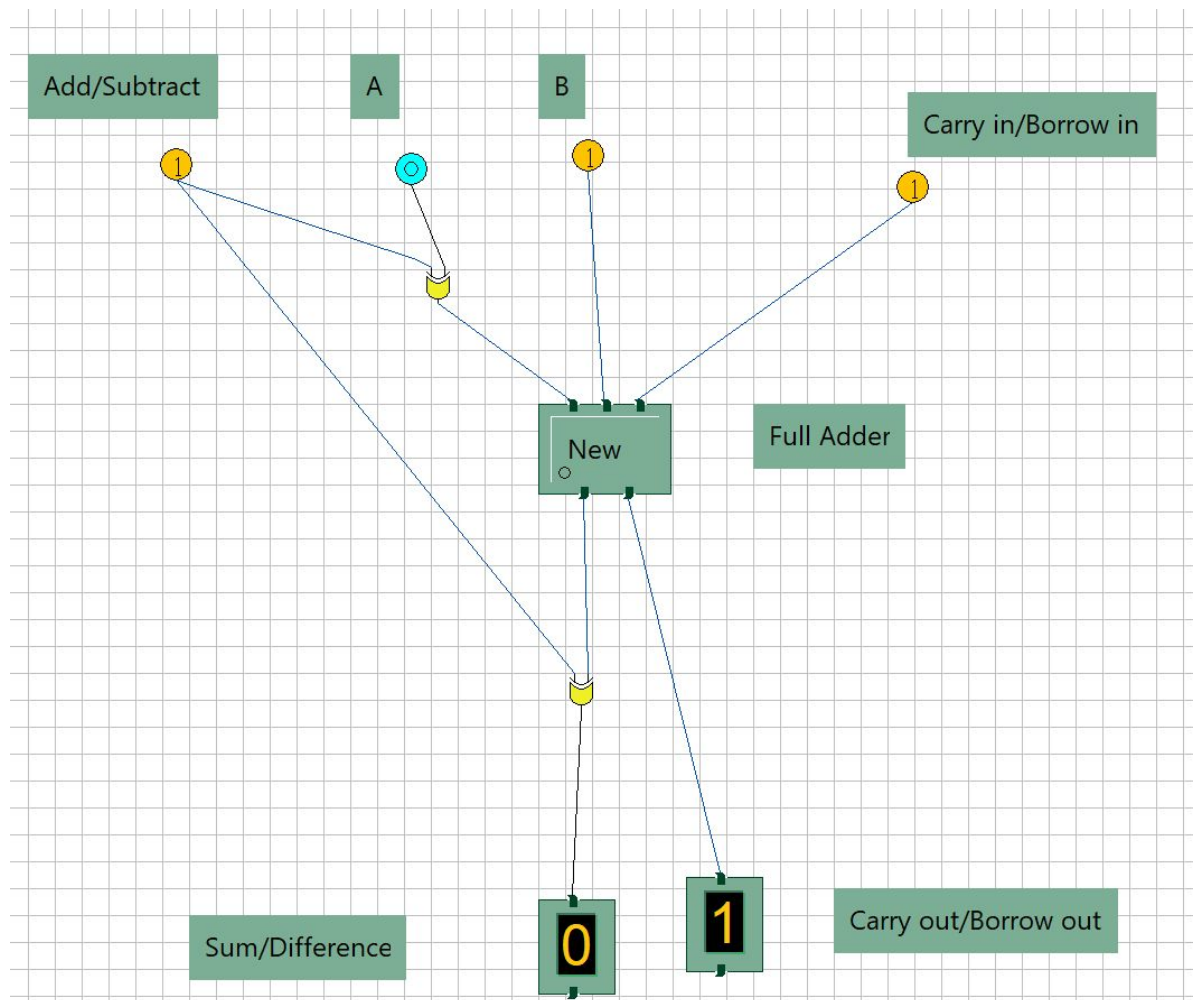 Add/Subtract
A
B
Carry in/Borrow in
1
0
1
1
New
Full Adder
Sum/Difference
0
1
Carry out/Borrow out